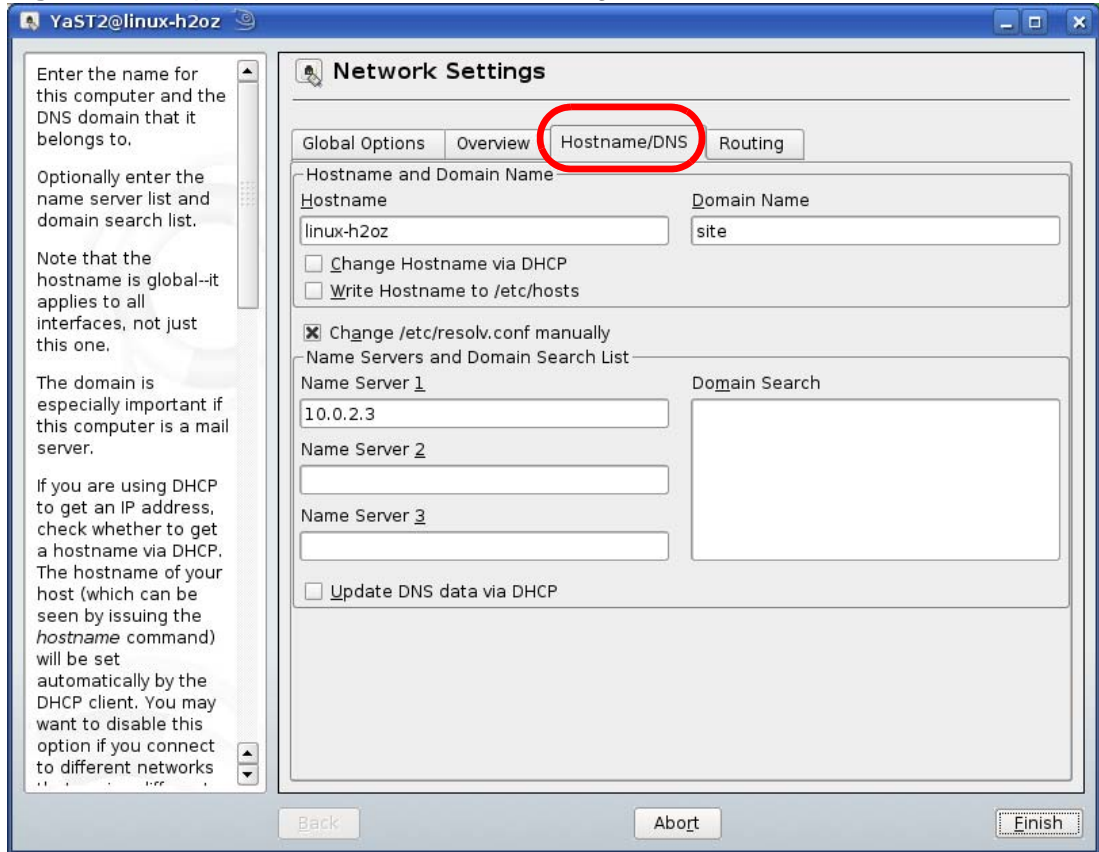 YaST2@linux-h2oz
Enter the name for
this computer and the
DNS domain that it
belongs to.
Optionally enter the
name server list and
domain search list.
Note that the
hostname is global--it
applies to all
interfaces, not just
this one.
The domain is
especially important if
this computer is a mail
server.
If you are using DHCP
to get an IP address,
check whether to get
a hostname via DHCP.
The hostname of your
host (which can be
seen by issuing the
hostname command)
will be set
automatically by the
DHCP client. You may
want to disable this
option if you connect
to different networks
Network Settings
Global Options Overview Hostname/DNS Routing
Hostname and Domain Name
Hostname Domain Name
linux-h2oz site
Change Hostname via DHCP
Write Hostname to /etc/hosts
Change /etc/resolv.conf manually
Name Servers and Domain Search List
Name Server 1 Domain Search
10.0.2.3
Name Server 2
Name Server 3
Update DNS data via DHCP
Back Abort Finish